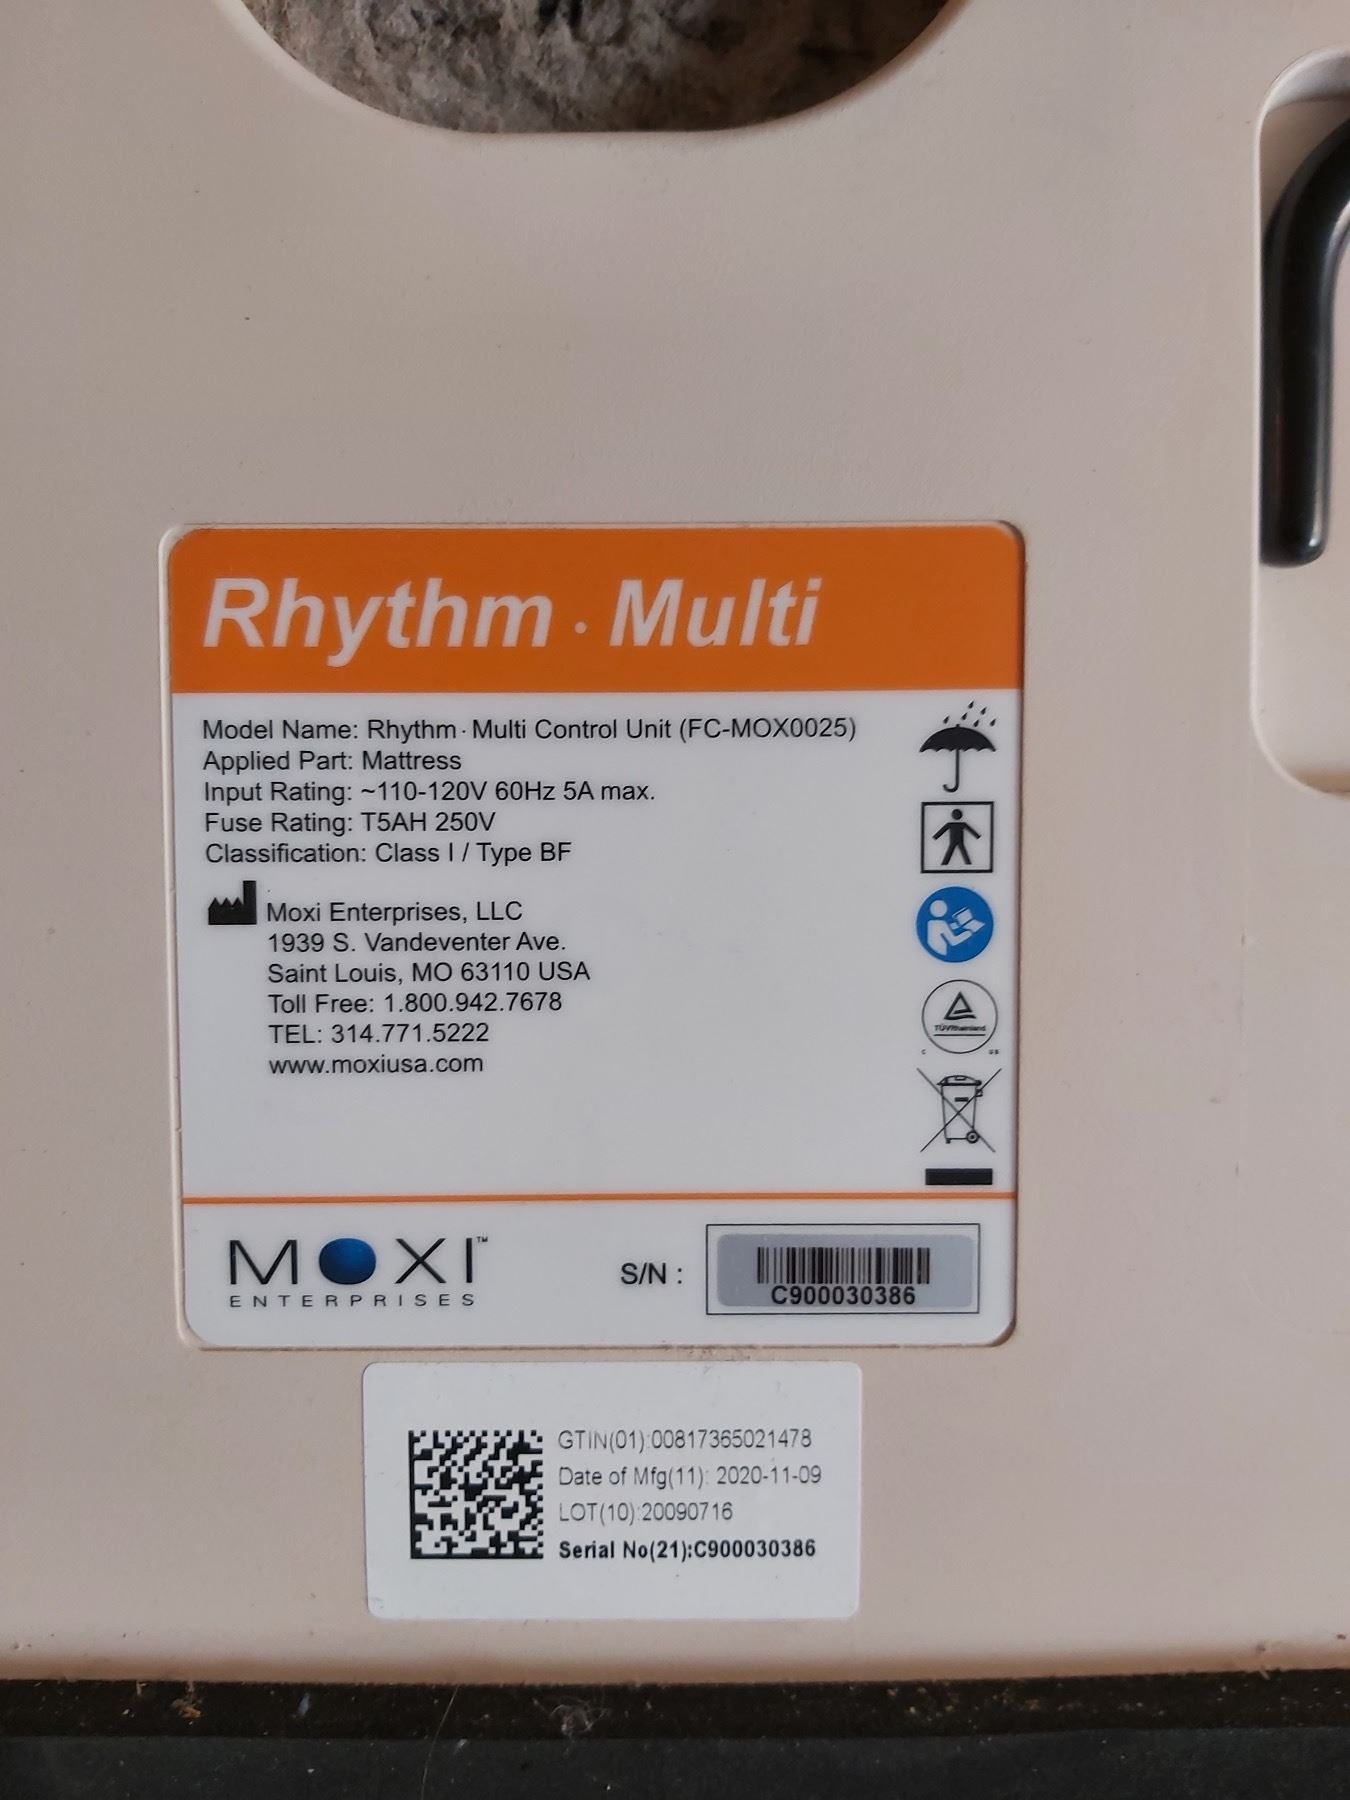 Rhythm · Multi
Model Name: Rhythm · Multi Control Unit (FC-MOX0025)
Applied Part: Mattress
Input Rating: ~110-120V 60Hz 5A max.
Fuse Rating: T5AH 250V
Classification: Class I / Type BF
Moxi Enterprises, LLC
1939 S. Vandeventer Ave.
Saint Louis, MO 63110 USA
Toll Free: 1.800.942.7678
TEL: 314.771.5222
www.moxiusa.com
TÜVRheinland
C US
MOXI™
ENTERPRISES
S/N :
C900030386
GTIN(01):00817365021478
Date of Mfg(11): 2020-11-09
LOT(10):20090716
Serial No(21):C900030386